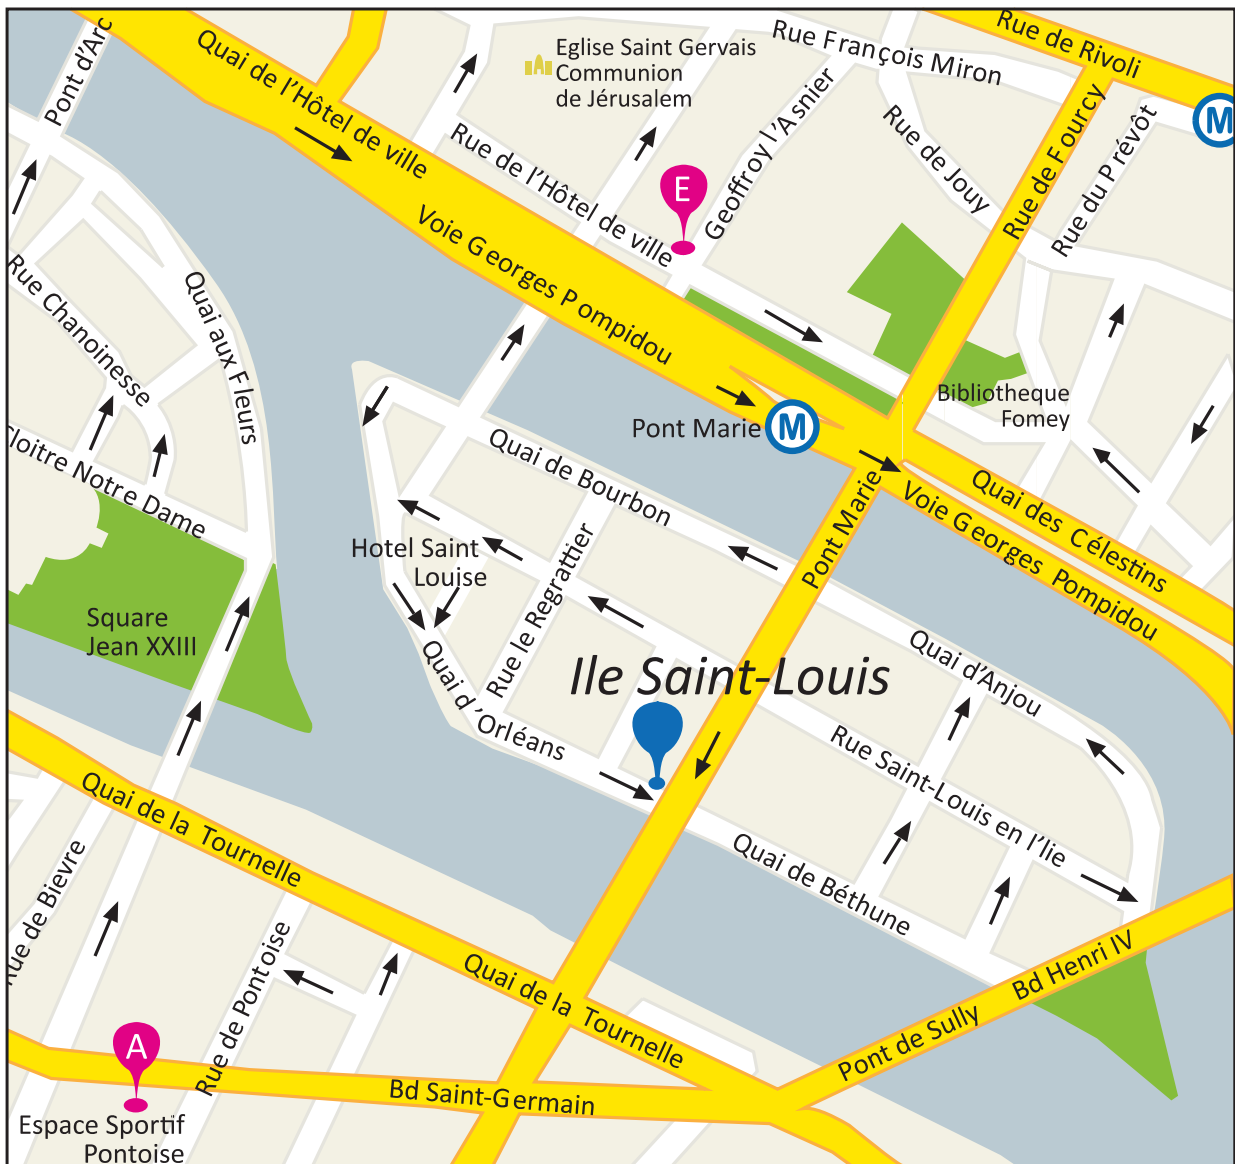 Pont d'Arc
Quai de l'Hôtel de ville
Eglise Saint Gervais
Communion
de Jérusalem
Rue François Miron
Rue de Rivoli
M
Rue de l'Hôtel de ville
E
Geoffroy l'Asnier
Rue de Jouy
Rue de Fourcy
Rue du Prévôt
Voie Georges Pompidou
Rue Chanoinesse
Quai aux Fleurs
Cloitre Notre Dame
Pont Marie
M
Bibliotheque
Fomey
Quai de Bourbon
Pont Marie
Quai des Célestins
Voie Georges Pompidou
Hotel Saint
Louise
Rue le Regrattier
Square
Jean XXIII
Ile Saint-Louis
Quai d'Orléans
Quai d'Anjou
Rue Saint-Louis en l'Ile
Quai de la Tournelle
Quai de Béthune
Rue de Bievre
Rue de Pontoise
Quai de la Tournelle
Bd Henri IV
Pont de Sully
A
Bd Saint-Germain
Espace Sportif
Pontoise